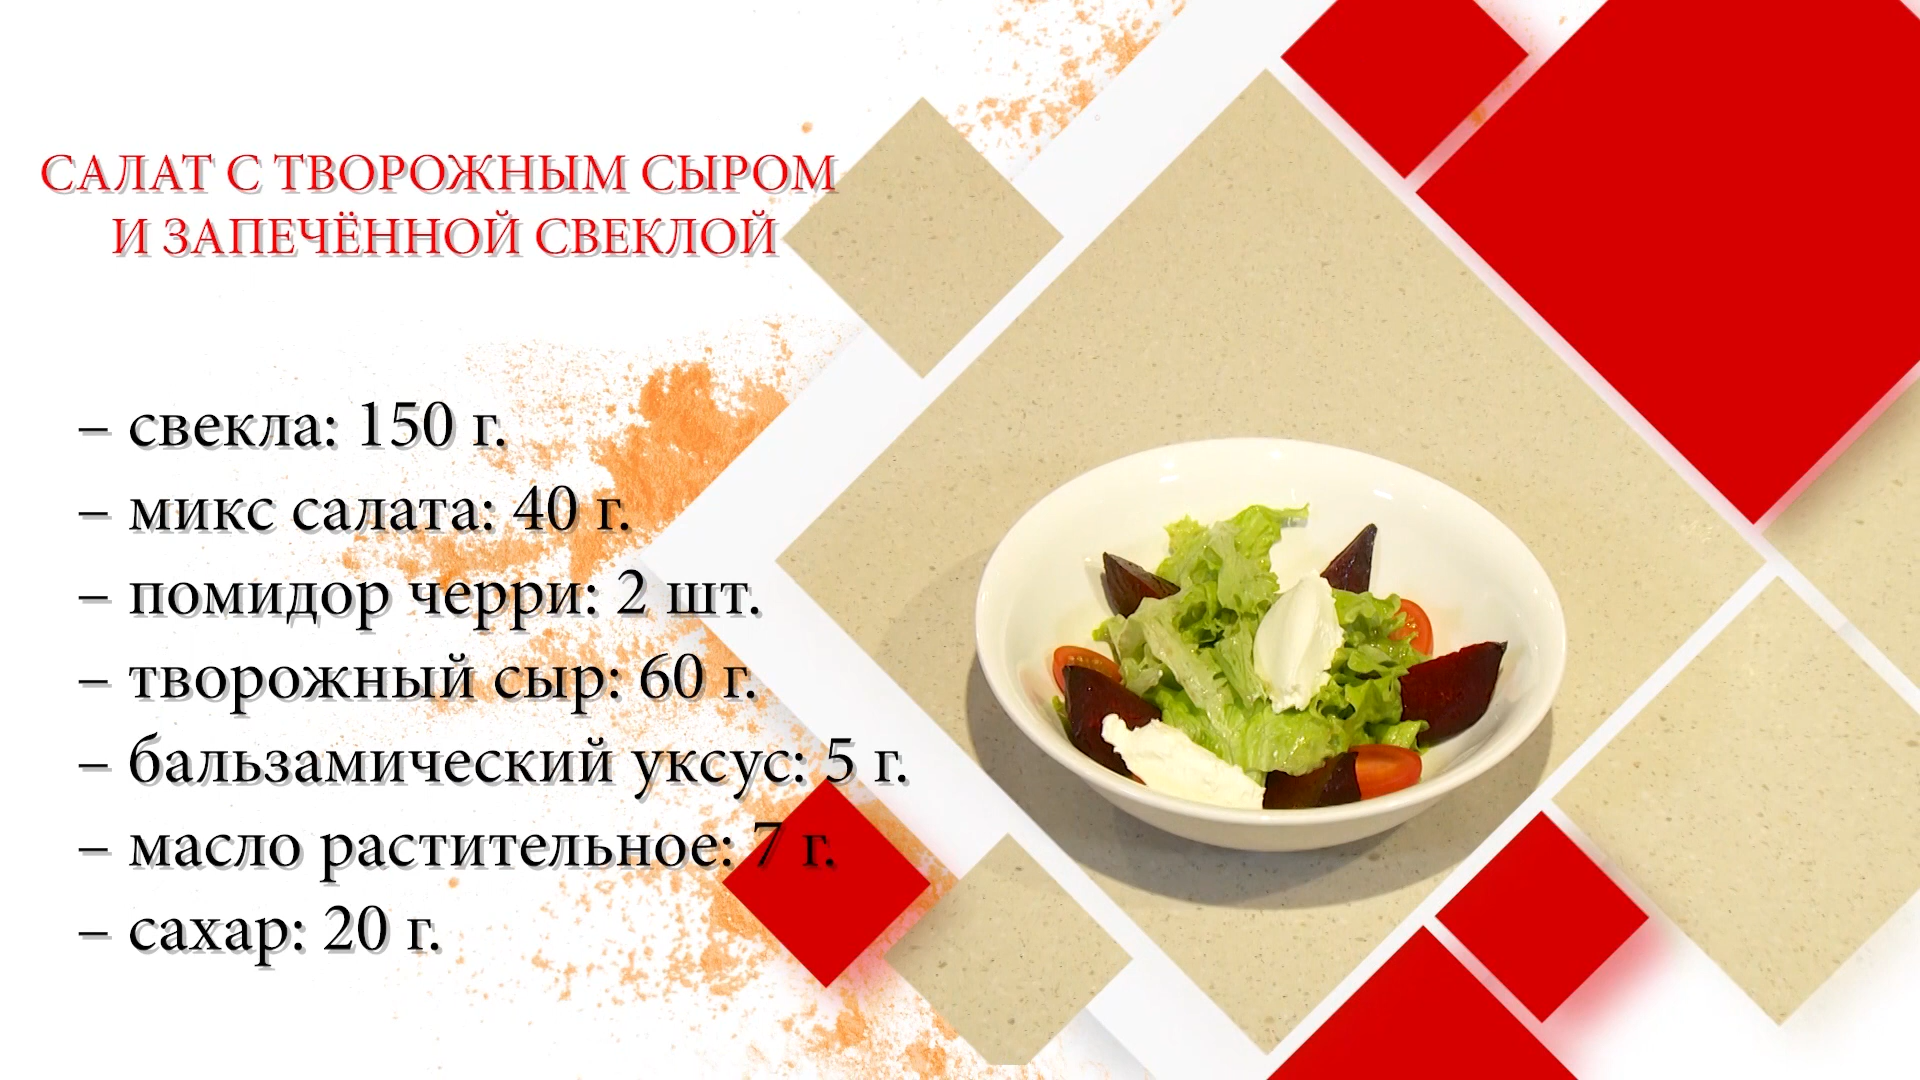 САЛАТ С ТВОРОЖНЫМ СЫРОМ
И ЗАПЕЧЁННОЙ СВЕКЛОЙ
– свекла: 150 г.
– микс салата: 40 г.
– помидор черри: 2 шт.
– творожный сыр: 60 г.
– бальзамический уксус: 5 г.
– масло растительное: 7 г.
– сахар: 20 г.